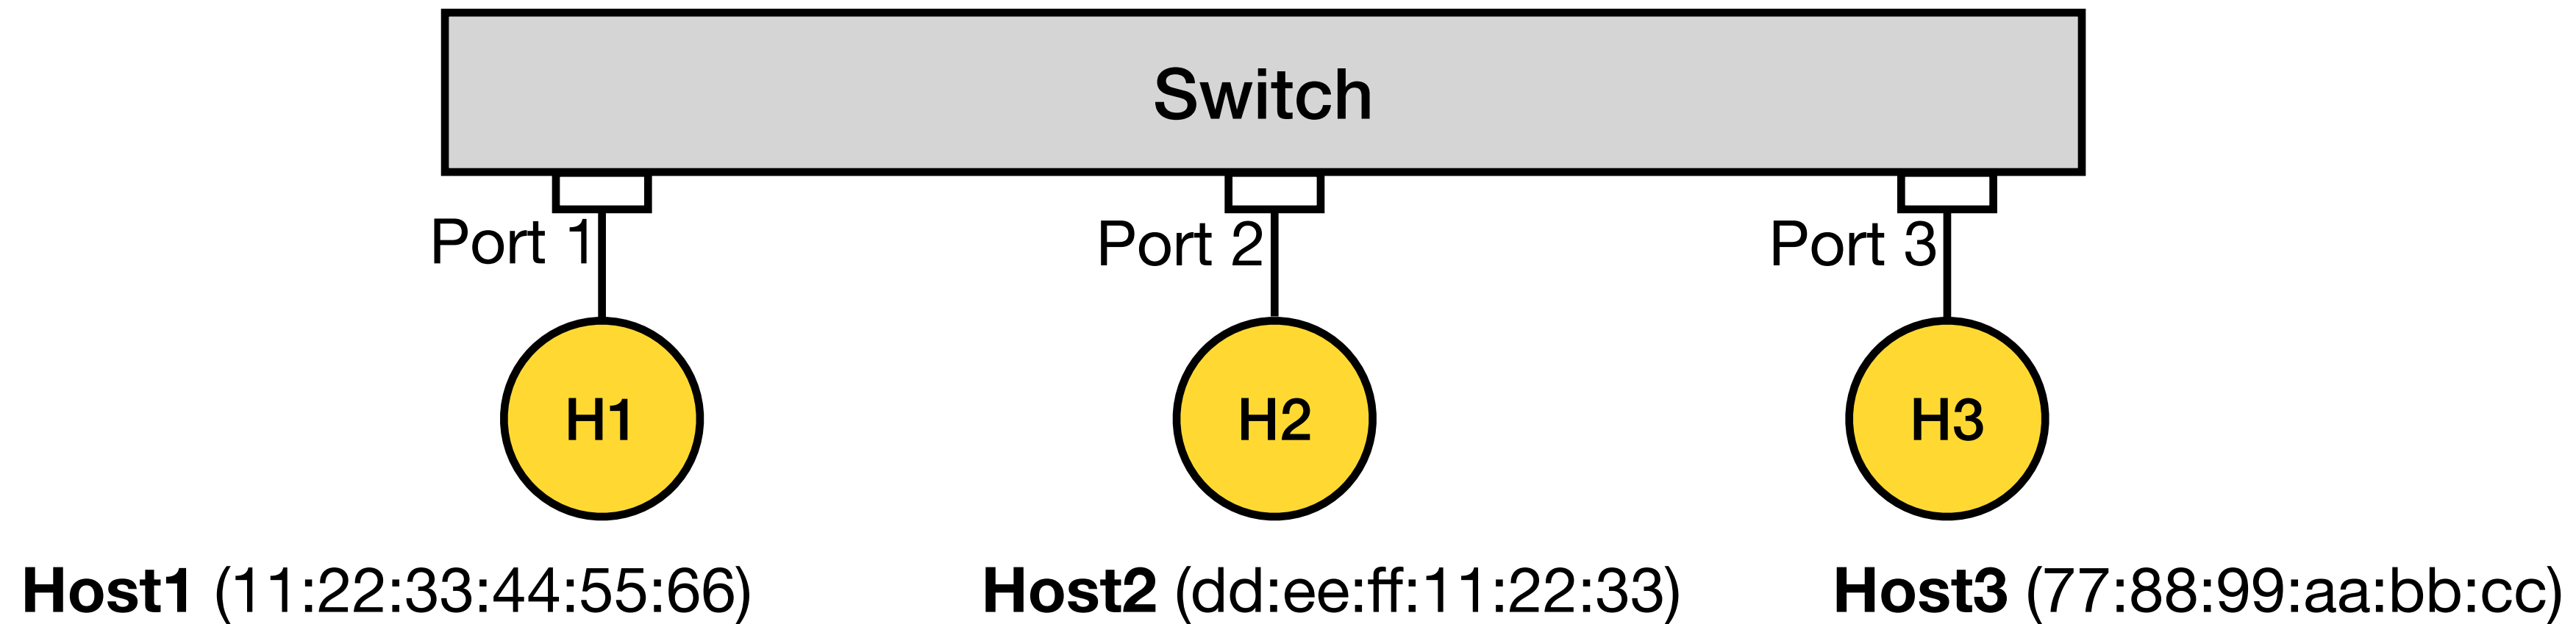 Switch
Port 1
Port 2
Port 3
H1
H2
H3
Host1 (11:22:33:44:55:66)
Host2 (dd:ee:ff:11:22:33)
Host3 (77:88:99:aa:bb:cc)